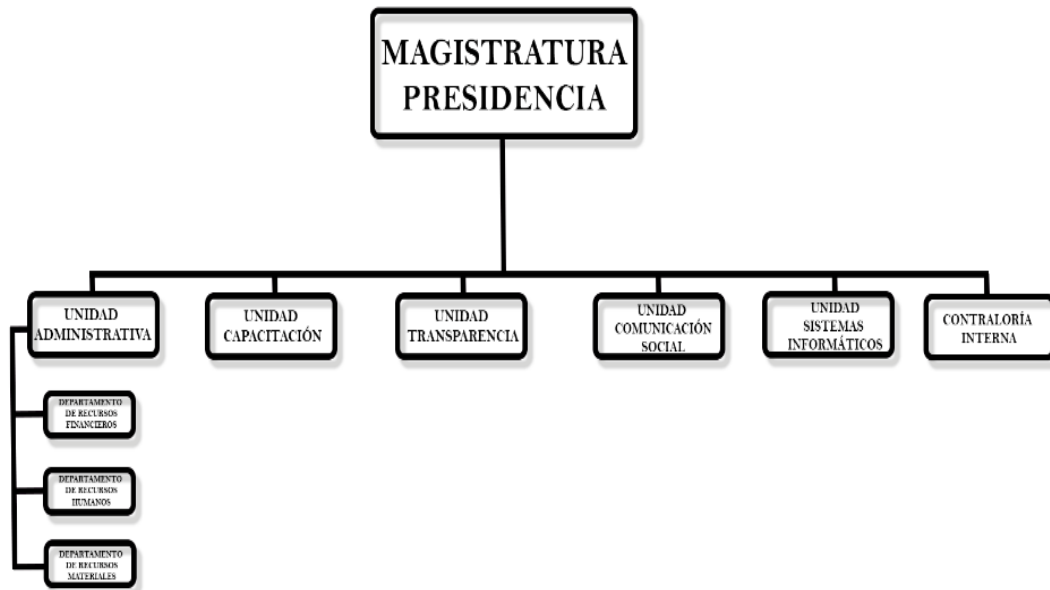 MAGISTRATURA
PRESIDENCIA
UNIDAD
ADMINISTRATIVA
UNIDAD
CAPACITACIÓN
UNIDAD
TRANSPARENCIA
UNIDAD
COMUNICACIÓN
SOCIAL
UNIDAD
SISTEMAS
INFORMÁTICOS
CONTRALORÍA
INTERNA
DEPARTAMENTO
DE RECURSOS
FINANCIEROS
DEPARTAMENTO
DE RECURSOS
HUMANOS
DEPARTAMENTO
DE RECURSOS
MATERIALES